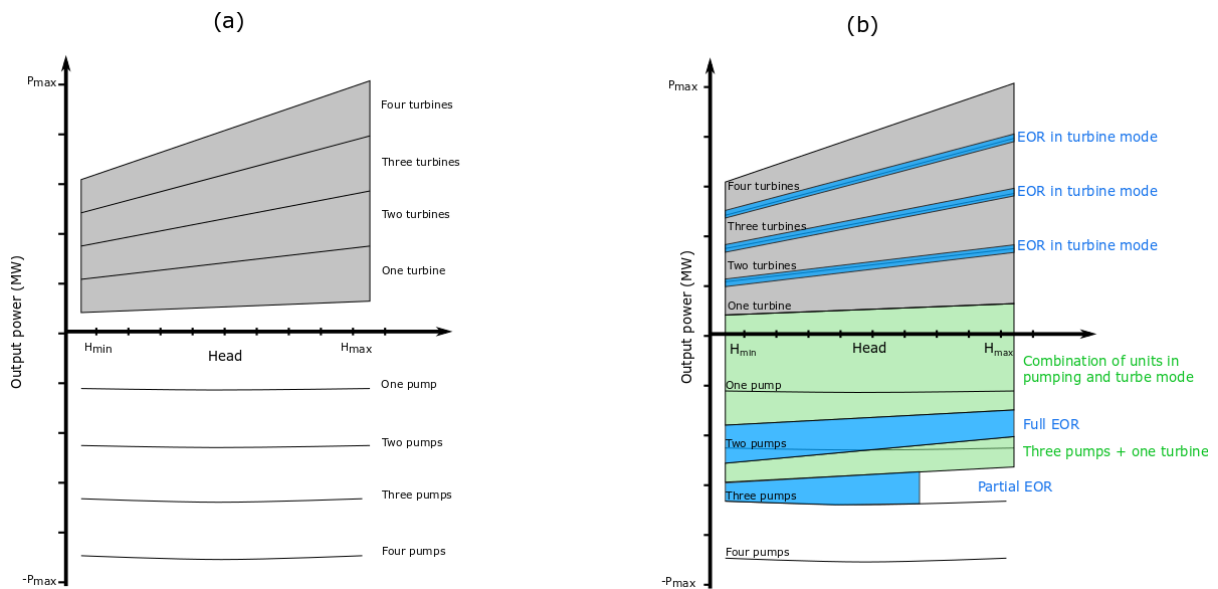 (a)
Pmax
Four turbines
Three turbines
Two turbines
One turbine
Output power (MW)
Hmin
Head
Hmax
One pump
Two pumps
Three pumps
Four pumps
-Pmax
(b)
Pmax
EOR in turbine mode
Four turbines
EOR in turbine mode
Three turbines
EOR in turbine mode
Two turbines
One turbine
Output power (MW)
Hmin
Head
Hmax
Combination of units in
pumping and turbe mode
One pump
Full EOR
Two pumps
Three pumps + one turbine
Partial EOR
Three pumps
Four pumps
-Pmax